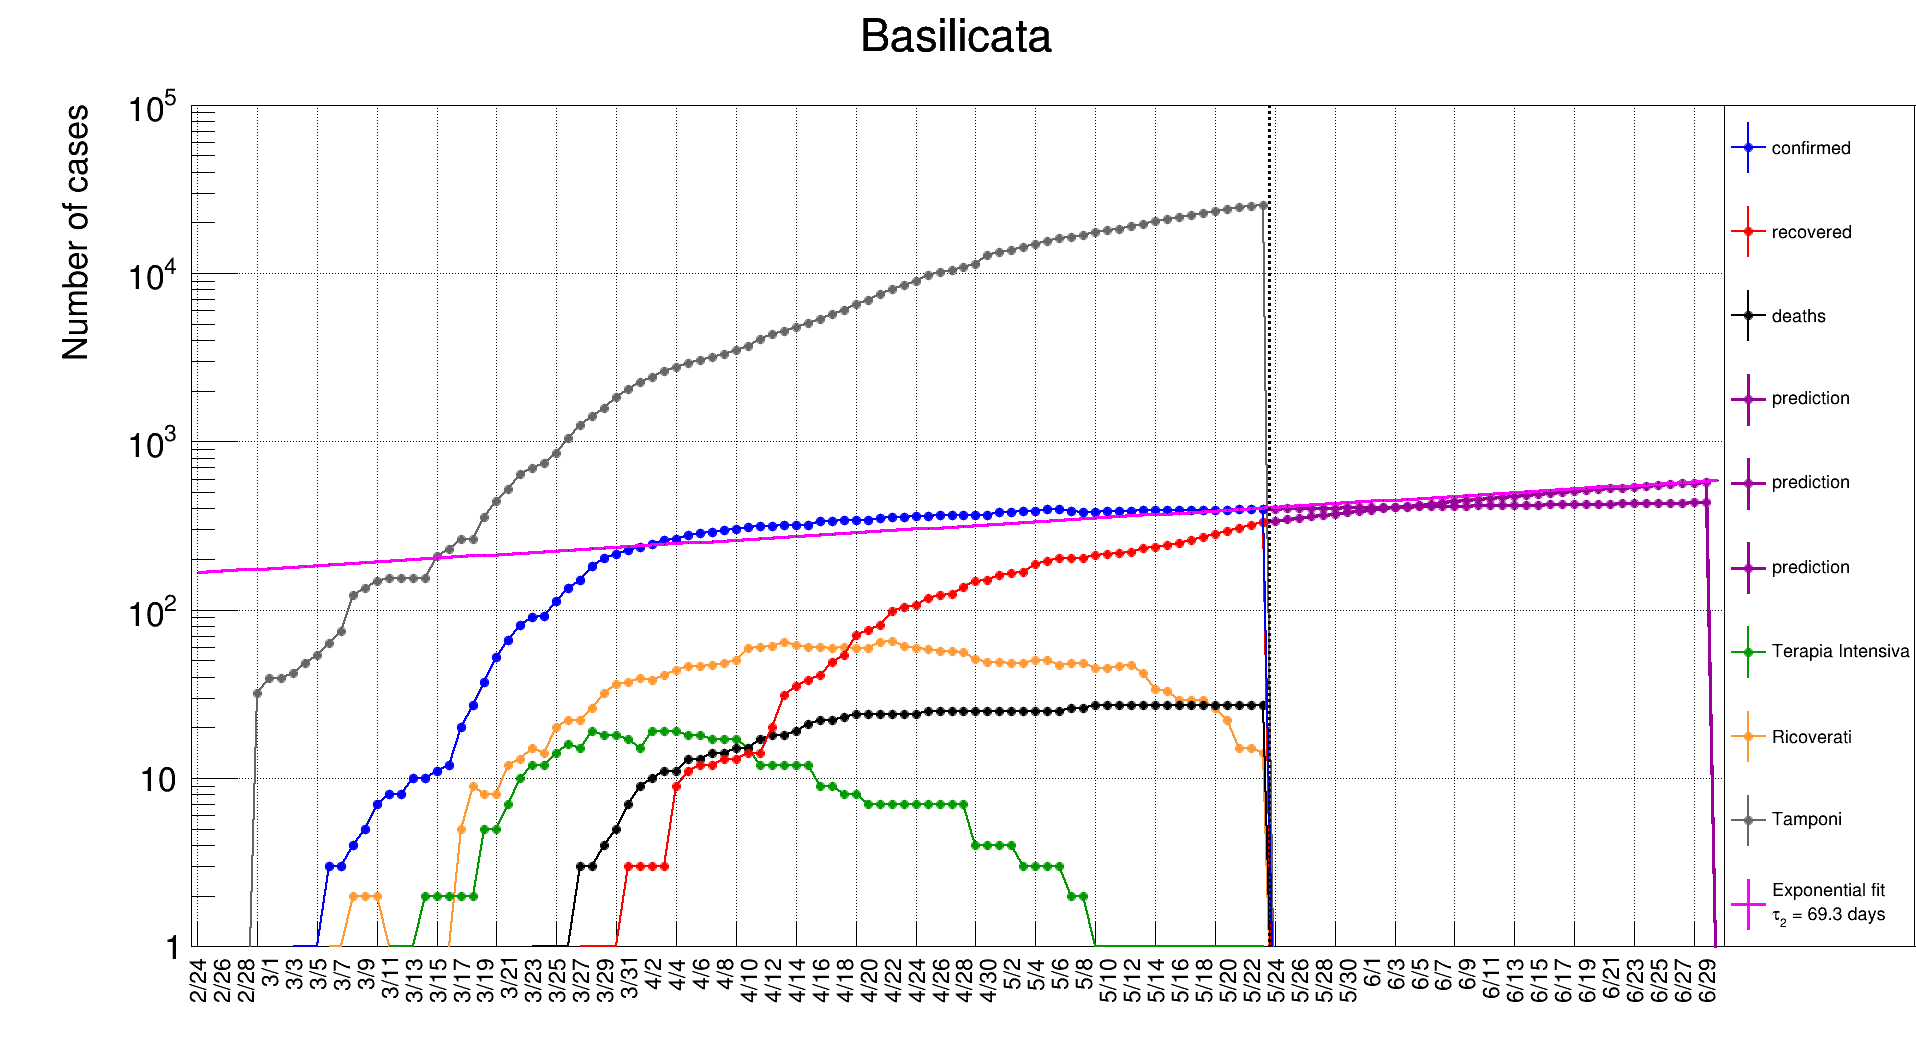 Basilicata
Number of cases
10^5
10^4
10^3
10^2
10
1
2/24 2/26 2/28 3/1 3/3 3/5 3/7 3/9 3/11 3/13 3/15 3/17 3/19 3/21 3/23 3/25 3/27 3/29 3/31 4/2 4/4 4/6 4/8 4/10 4/12 4/14 4/16 4/18 4/20 4/22 4/24 4/26 4/28 4/30 5/2 5/4 5/6 5/8 5/10 5/12 5/14 5/16 5/18 5/20 5/22 5/24 5/26 5/28 5/30 6/1 6/3 6/5 6/7 6/9 6/11 6/13 6/15 6/17 6/19 6/21 6/23 6/25 6/27 6/29
confirmed
recovered
deaths
prediction
prediction
prediction
Terapia Intensiva
Ricoverati
Tamponi
Exponential fit
τ₂ = 69.3 days